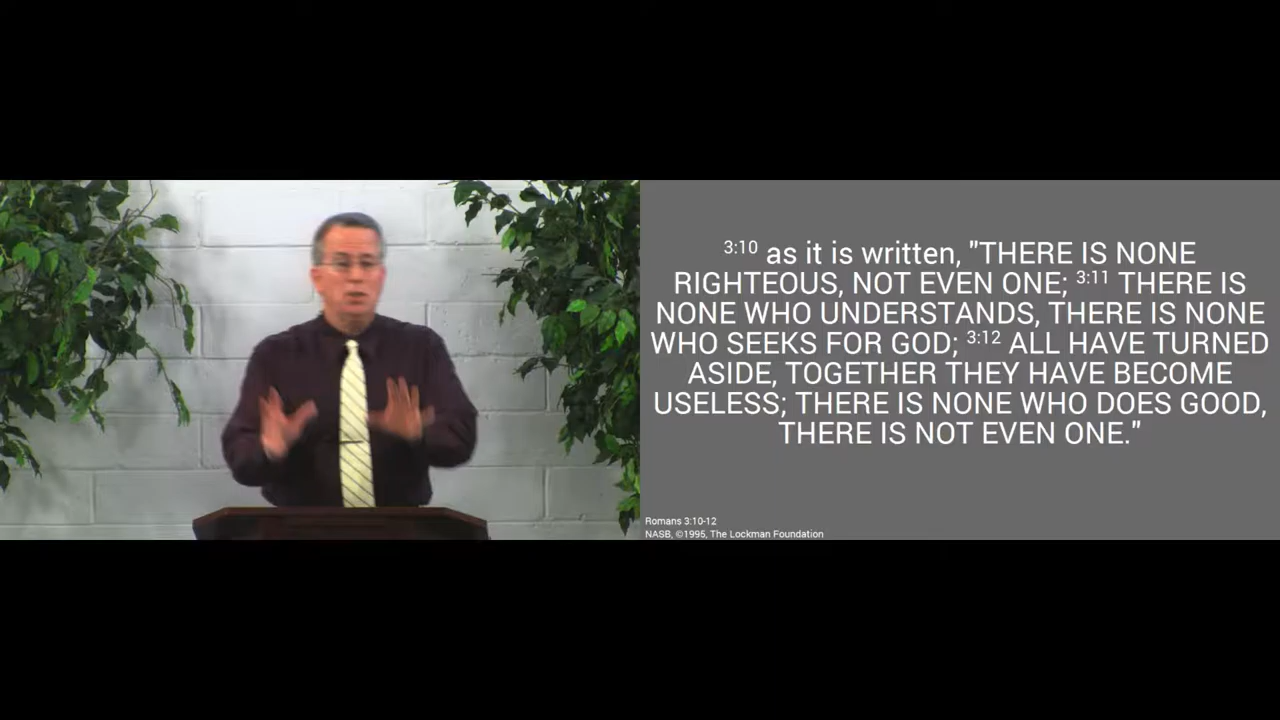 3:10 as it is written, "THERE IS NONE
RIGHTEOUS, NOT EVEN ONE; 3:11 THERE IS
NONE WHO UNDERSTANDS, THERE IS NONE
WHO SEEKS FOR GOD; 3:12 ALL HAVE TURNED
ASIDE, TOGETHER THEY HAVE BECOME
USELESS; THERE IS NONE WHO DOES GOOD,
THERE IS NOT EVEN ONE."
Romans 3:10-12
NASB, ©1995, The Lockman Foundation